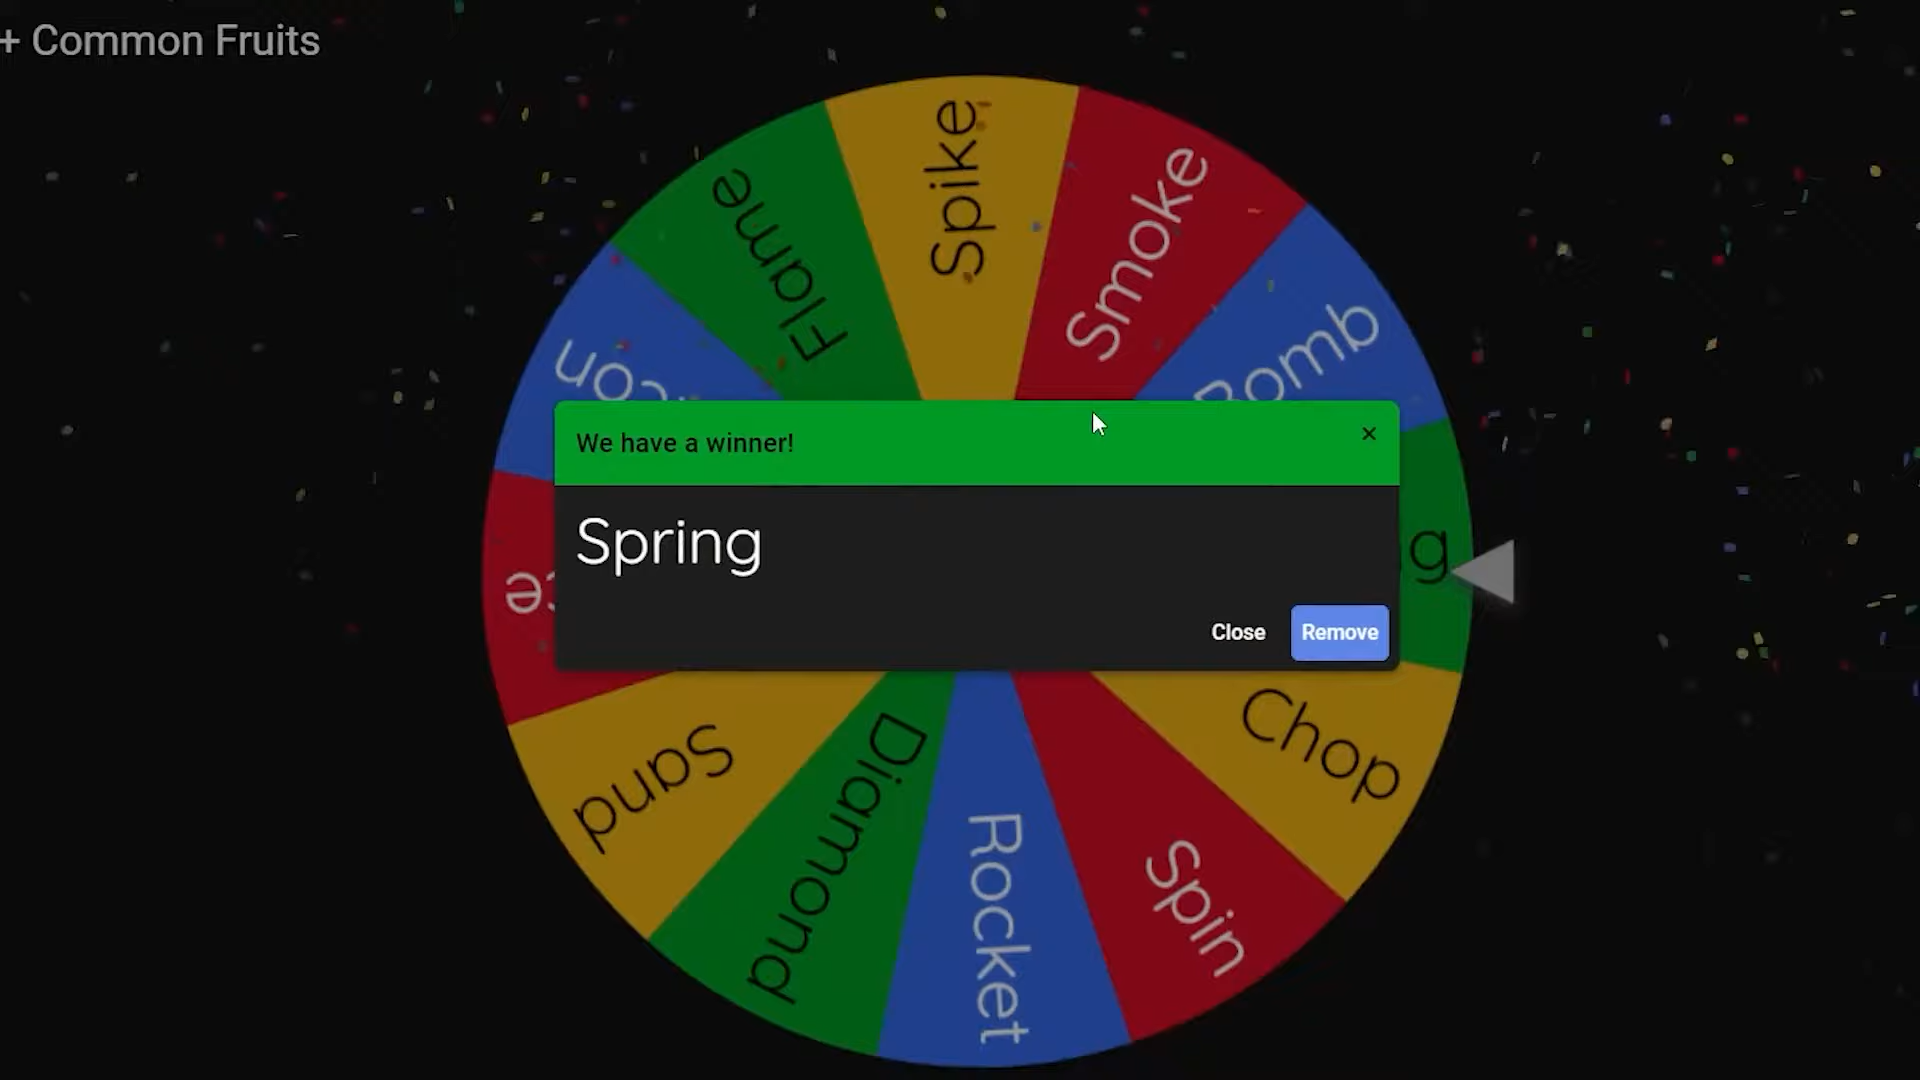 + Common Fruits
Spike
Smoke
Flame
Bomb
We have a winner!
Spring
Close
Remove
Chop
Sand
Diamond
Rocket
Spin